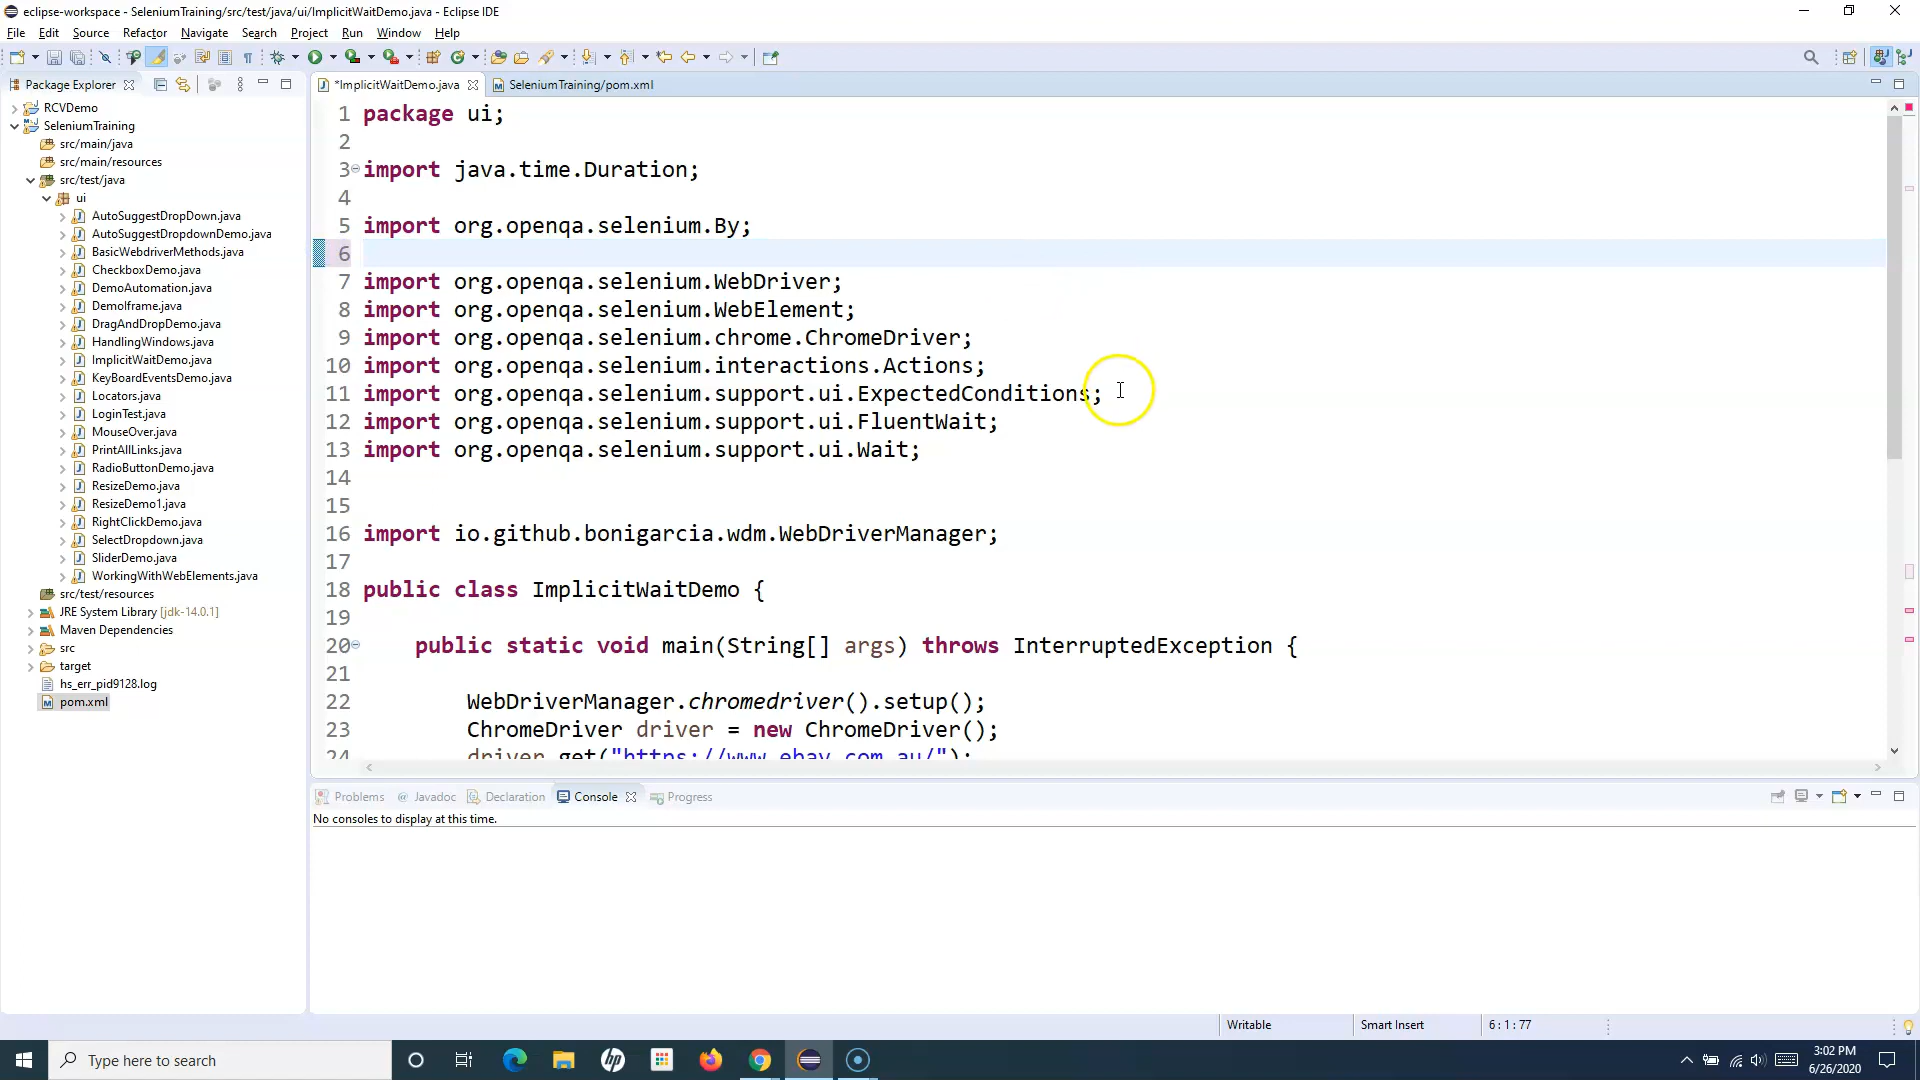 eclipse-workspace - SeleniumTraining/src/test/java/ui/ImplicitWaitDemo.java - Eclipse IDE
File Edit Source Refactor Navigate Search Project Run Window Help
Package Explorer
RCVDemo
SeleniumTraining
src/main/java
src/main/resources
src/test/java
ui
AutoSuggestDropDown.java
AutoSuggestDropdownDemo.java
BasicWebdriverMethods.java
CheckboxDemo.java
DemoAutomation.java
DemoIframe.java
DragAndDropDemo.java
HandlingWindows.java
ImplicitWaitDemo.java
KeyBoardEventsDemo.java
Locators.java
LoginTest.java
MouseOver.java
PrintAllLinks.java
RadioButtonDemo.java
ResizeDemo.java
ResizeDemo1.java
RightClickDemo.java
SelectDropdown.java
SliderDemo.java
WorkingWithWebElements.java
src/test/resources
JRE System Library [jdk-14.0.1]
Maven Dependencies
src
target
hs_err_pid9128.log
pom.xml
*ImplicitWaitDemo.java SeleniumTraining/pom.xml
1 package ui;
2
3 import java.time.Duration;
4
5 import org.openqa.selenium.By;
6
7 import org.openqa.selenium.WebDriver;
8 import org.openqa.selenium.WebElement;
9 import org.openqa.selenium.chrome.ChromeDriver;
10 import org.openqa.selenium.interactions.Actions;
11 import org.openqa.selenium.support.ui.ExpectedConditions;
12 import org.openqa.selenium.support.ui.FluentWait;
13 import org.openqa.selenium.support.ui.Wait;
14
15
16 import io.github.bonigarcia.wdm.WebDriverManager;
17
18 public class ImplicitWaitDemo {
19
20 public static void main(String[] args) throws InterruptedException {
21
22 WebDriverManager.chromedriver().setup();
23 ChromeDriver driver = new ChromeDriver();
24 driver.get("https://www.ebay.com.au/");
Problems Javadoc Declaration Console Progress
No consoles to display at this time.
Writable Smart Insert 6 : 1 : 77
Type here to search
3:02 PM
6/26/2020